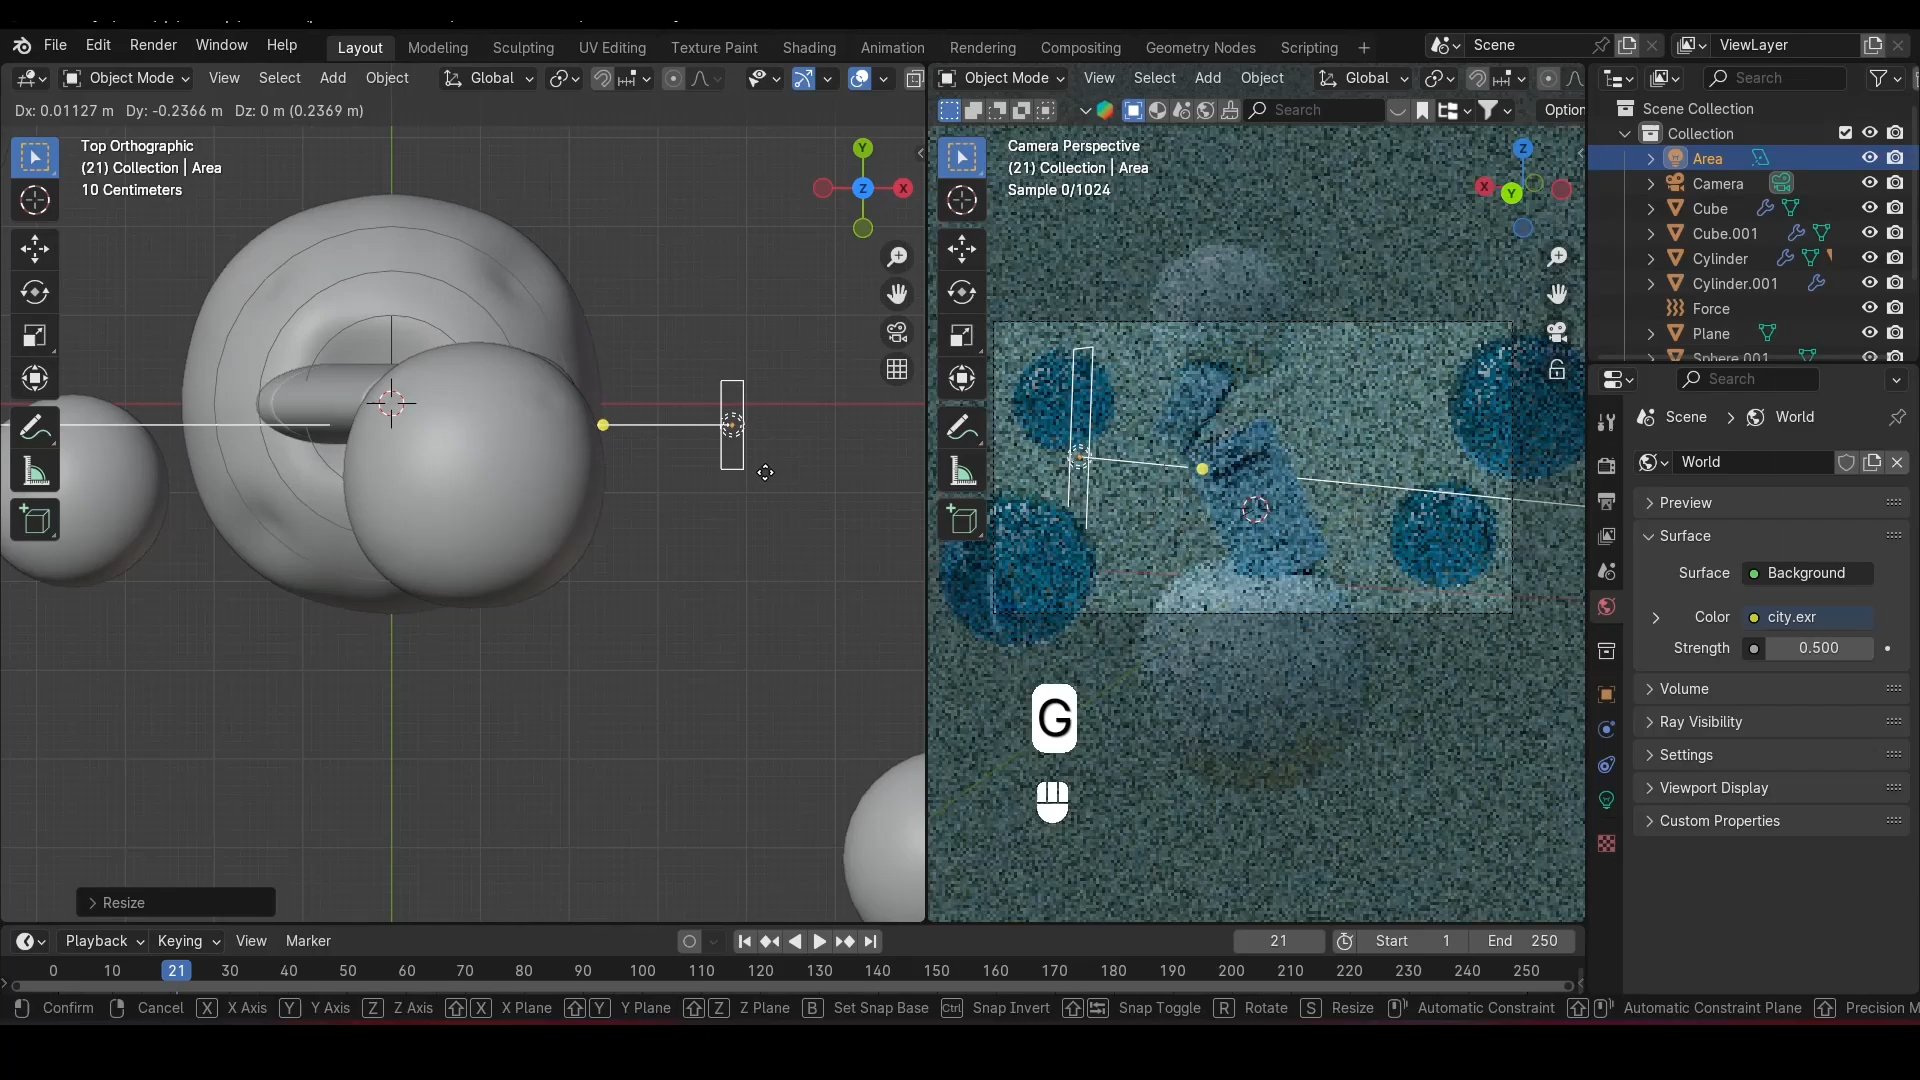 File Edit Render Window Help Layout Modeling Sculpting UV Editing Texture Paint Shading Animation Rendering Compositing Geometry Nodes Scripting Scene ViewLayer
Object Mode View Select Add Object Global Object Mode View Select Add Object Global Search
Dx: 0.01127 m Dy: -0.2366 m Dz: 0 m (0.2369 m) Search Option
Scene Collection
Collection
Top Orthographic
(21) Collection | Area
10 Centimeters
Y
X
Z
Camera Perspective
(21) Collection | Area
Sample 0/1024
Z
X
Y
Area
Camera
Cube
Cube.001
Cylinder
Cylinder.001
Force
Plane
Sphere.001
Search
Scene World
World
Preview
Surface
Surface Background
Color city.exr
Strength 0.500
Volume
Ray Visibility
Settings
Viewport Display
Custom Properties
G
Resize
Playback Keying View Marker 21 Start 1 End 250
0 10 21 30 40 50 60 70 80 90 100 110 120 130 140 150 160 170 180 190 200 210 220 230 240 250
Confirm Cancel X X Axis Y Y Axis Z Z Axis X X Plane Y Y Plane Z Z Plane B Set Snap Base Ctrl Snap Invert Snap Toggle R Rotate S Resize Automatic Constraint Automatic Constraint Plane Precision M